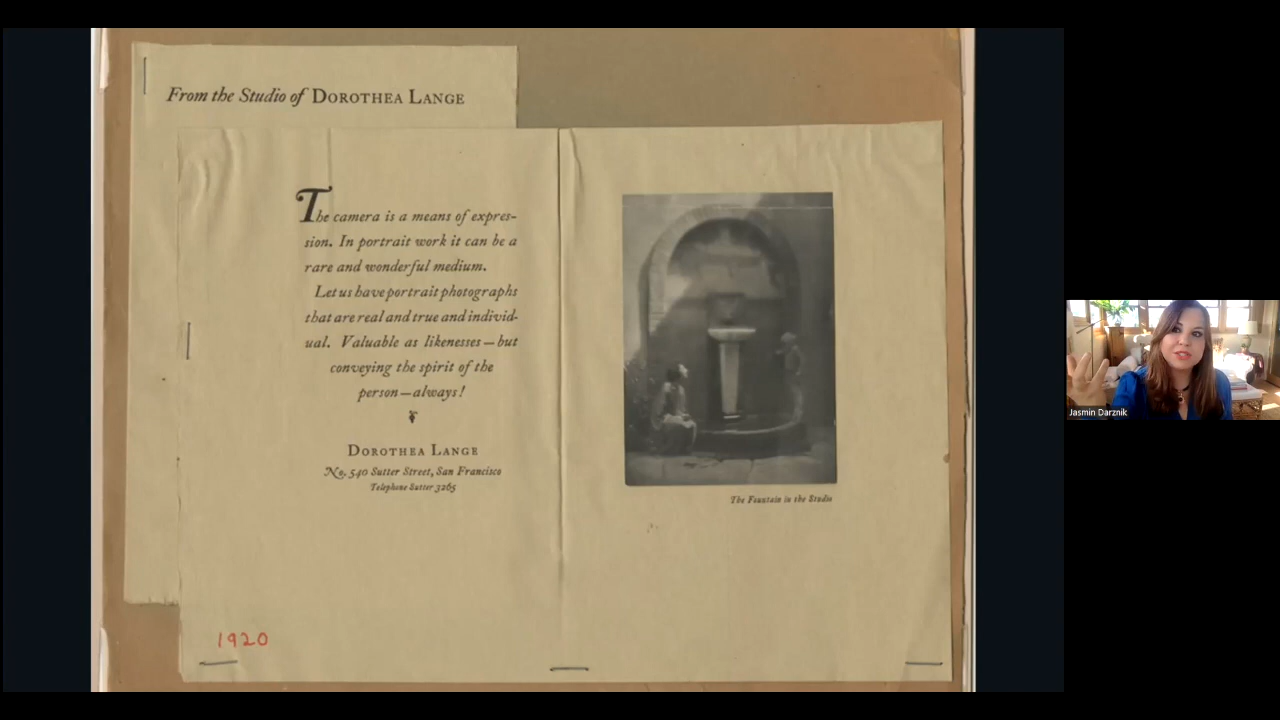 From the Studio of DOROTHEA LANGE
The camera is a means of expres-
sion. In portrait work it can be a
rare and wonderful medium.
Let us have portrait photographs
that are real and true and individ-
ual. Valuable as likenesses—but
conveying the spirit of the
person—always!
DOROTHEA LANGE
No. 540 Sutter Street, San Francisco
Telephone Sutter 3265
The Fountain in the Studio
1920
Jasmin Darznik